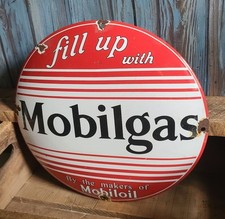 fill up
with
Mobilgas
By the makers of
Mobiloil